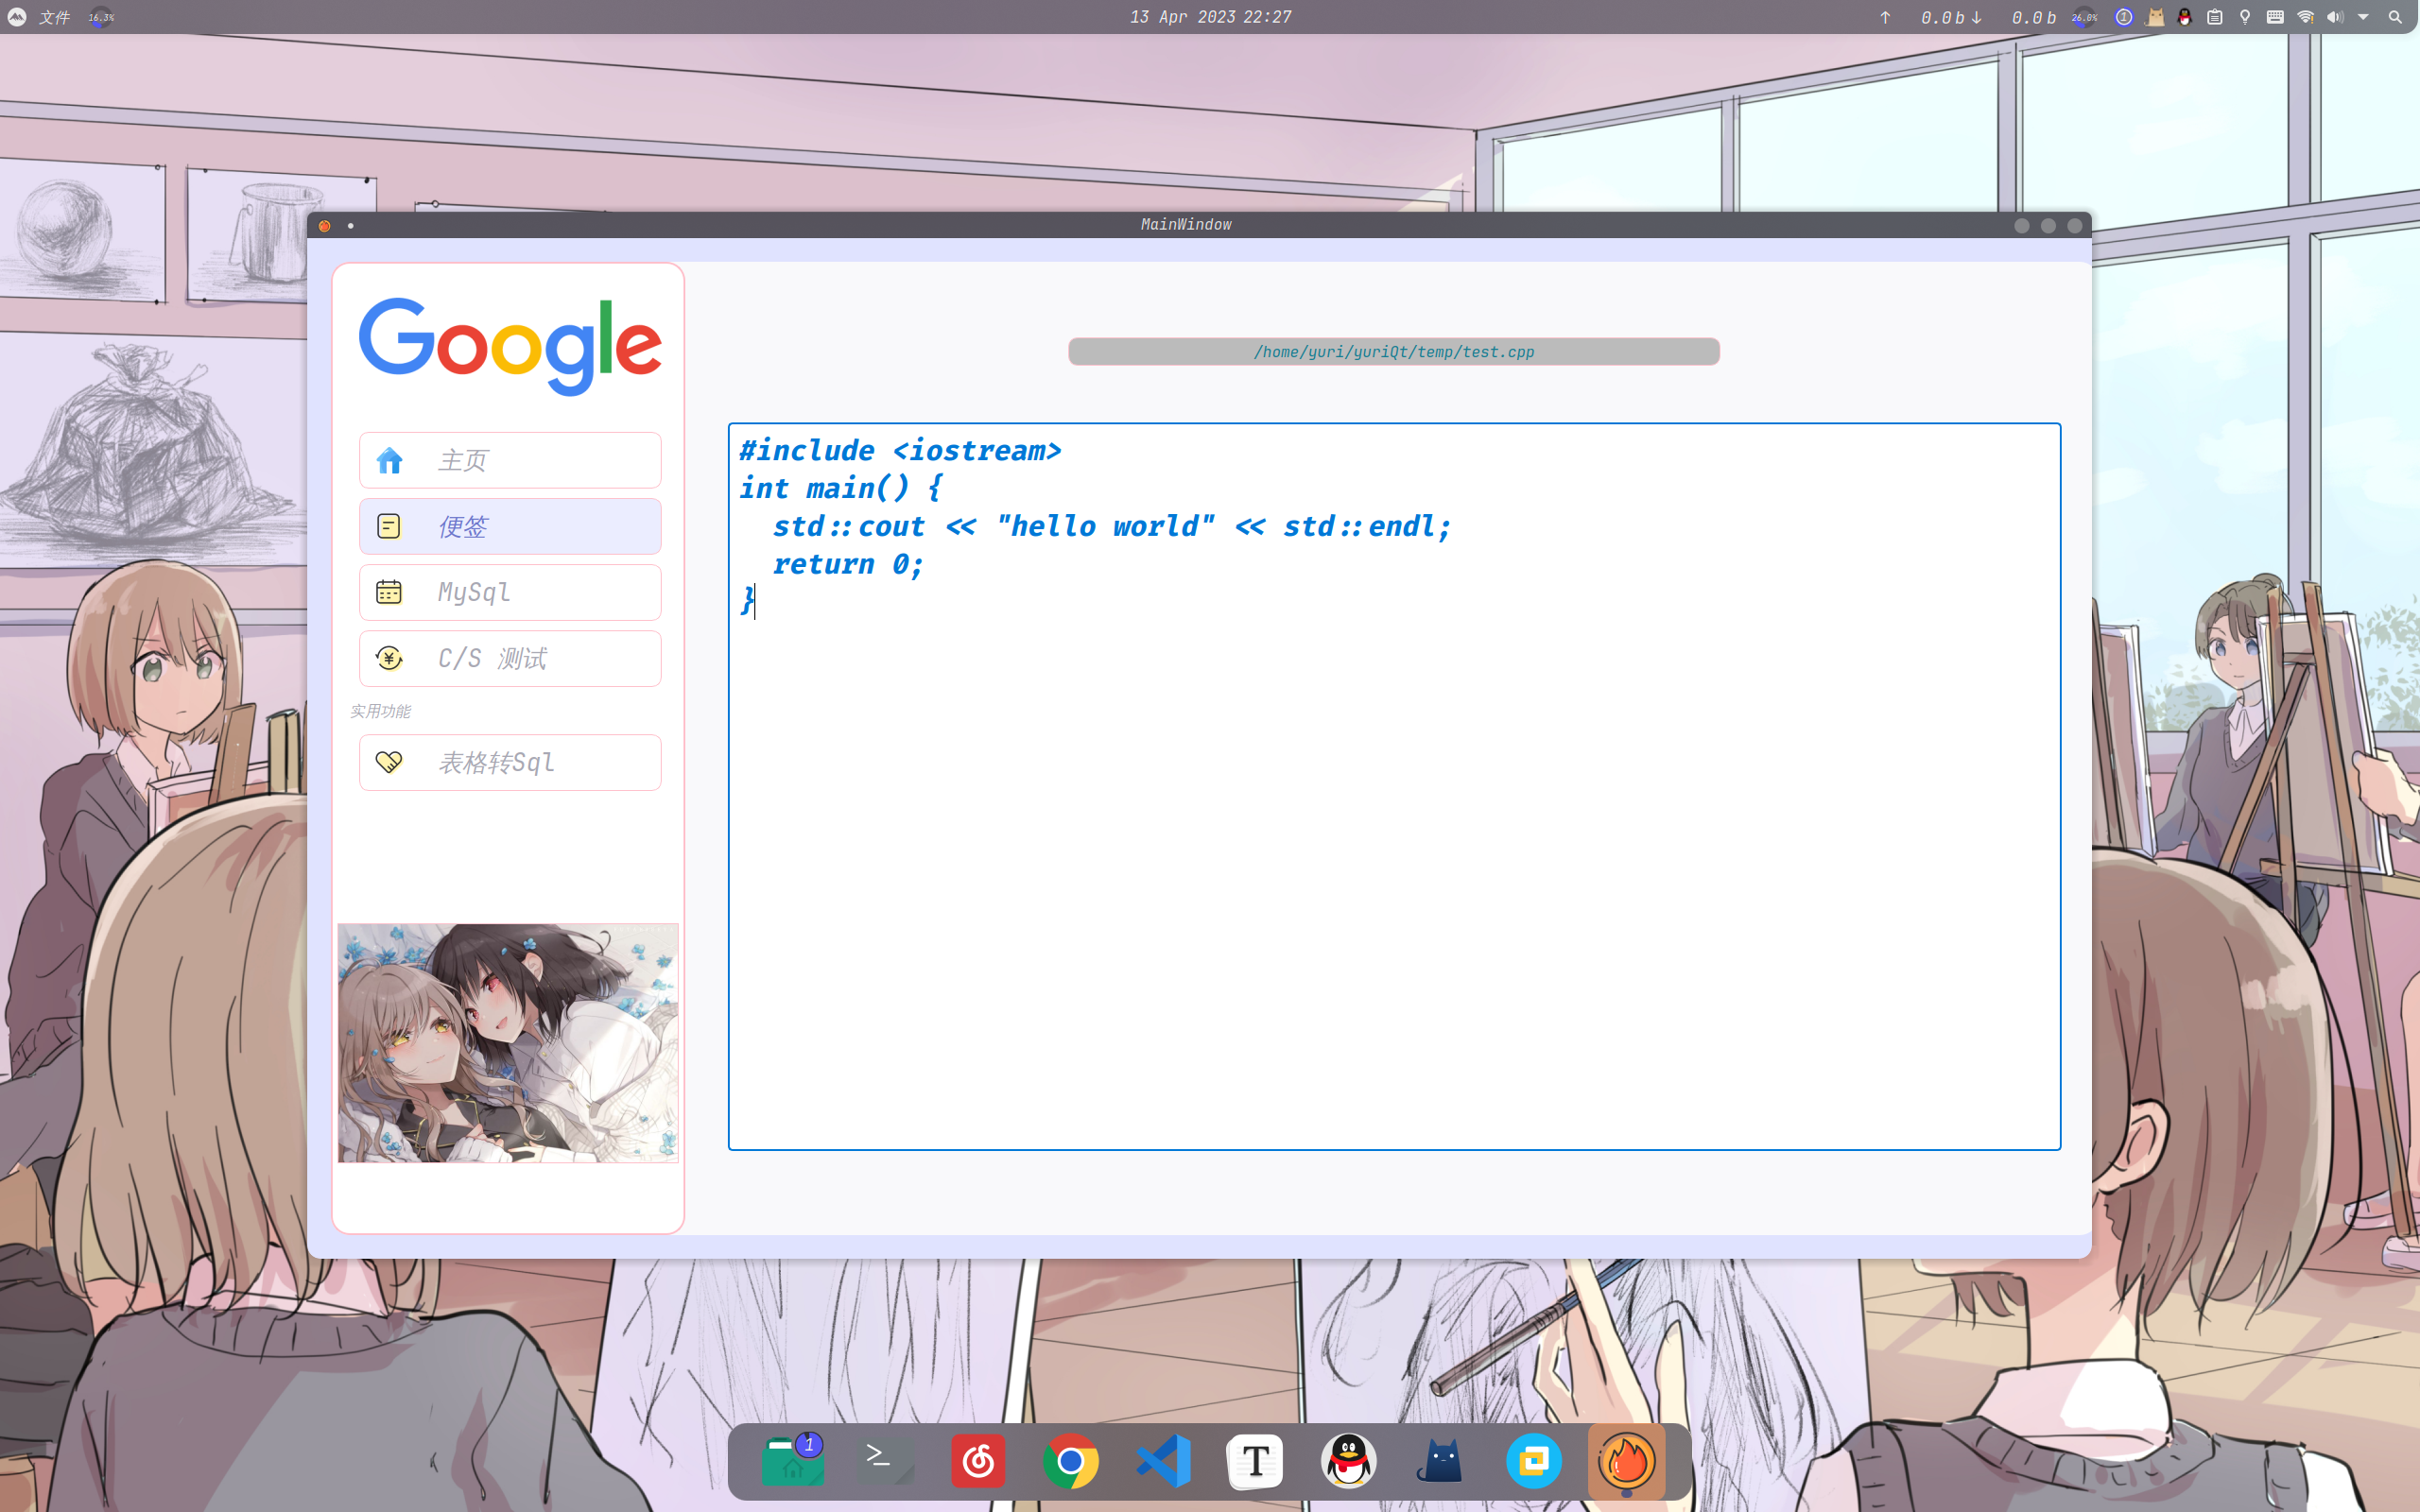 文件
16.3%
13 Apr 2023 22:27
↑ 0.0 b ↓ 0.0 b
26.0%
1
MainWindow
Google
主页
便签
MySql
C/S 测试
实用功能
表格转Sql
/home/yuri/yuriQt/temp/test.cpp
#include <iostream>
int main() {
  std::cout << "hello world" << std::endl;
  return 0;
}
1
>_
T